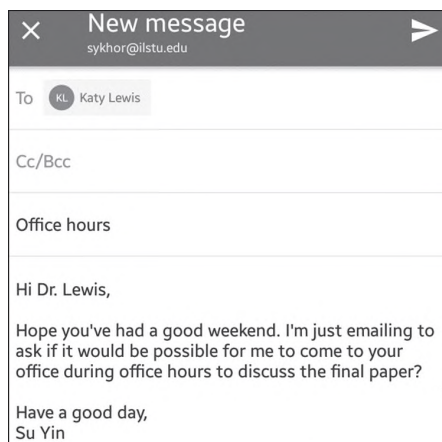 New message
sykhor@ilstu.edu
To KL Katy Lewis
Cc/Bcc
Office hours
Hi Dr. Lewis,
Hope you've had a good weekend. I'm just emailing to
ask if it would be possible for me to come to your
office during office hours to discuss the final paper?
Have a good day,
Su Yin